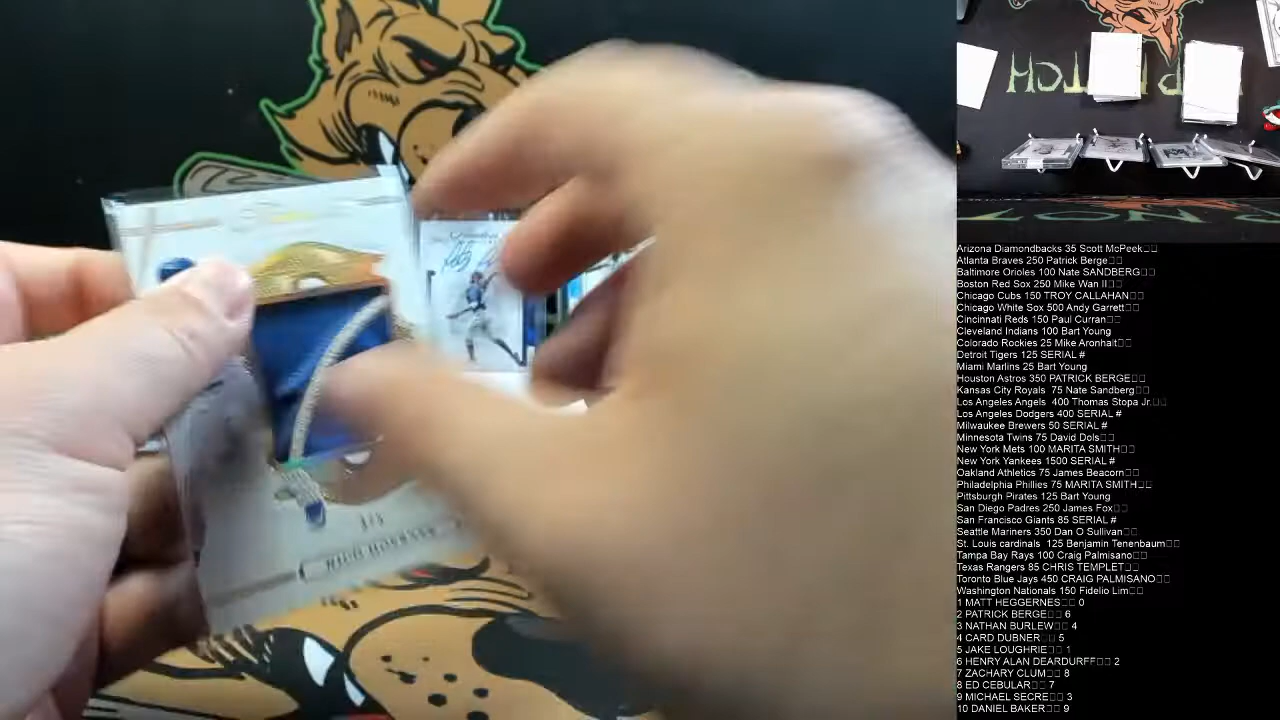 3/5
Arizona Diamondbacks 35 Scott McPeek□□
Atlanta Braves 250 Patrick Berge□□
Baltimore Orioles 100 Nate SANDBERG□□
Boston Red Sox 250 Mike Wan II□□
Chicago Cubs 150 TROY CALLAHAN□□
Chicago White Sox 500 Andy Garrett□□
Cincinnati Reds 150 Paul Curran□□
Cleveland Indians 100 Bart Young
Colorado Rockies 25 Mike Aronhalt□□
Detroit Tigers 125 SERIAL #
Miami Marlins 25 Bart Young
Houston Astros 350 PATRICK BERGE□□
Kansas City Royals  75 Nate Sandberg□□
Los Angeles Angels  400 Thomas Stopa Jr.□□
Los Angeles Dodgers 400 SERIAL #
Milwaukee Brewers 50 SERIAL #
Minnesota Twins 75 David Dols□□
New York Mets 100 MARITA SMITH□□
New York Yankees 1500 SERIAL #
Oakland Athletics 75 James Beacorn□□
Philadelphia Phillies 75 MARITA SMITH□□
Pittsburgh Pirates 125 Bart Young
San Diego Padres 250 James Fox□□
San Francisco Giants 85 SERIAL #
Seattle Mariners 350 Dan O Sullivan□□
St. Louis cardinals  125 Benjamin Tenenbaum□□
Tampa Bay Rays 100 Craig Palmisano□□
Texas Rangers 85 CHRIS TEMPLET□□
Toronto Blue Jays 450 CRAIG PALMISANO□□
Washington Nationals 150 Fidelio Lim□□
1 MATT HEGGERNES□□ 0
2 PATRICK BERGE□□ 6
3 NATHAN BURLEW□□ 4
4 CARD DUBNER□□ 5
5 JAKE LOUGHRIE□□ 1
6 HENRY ALAN DEARDURFF□□ 2
7 ZACHARY CLUM□□ 8
8 ED CEBULAR□□ 7
9 MICHAEL SECRE□□ 3
10 DANIEL BAKER□□ 9